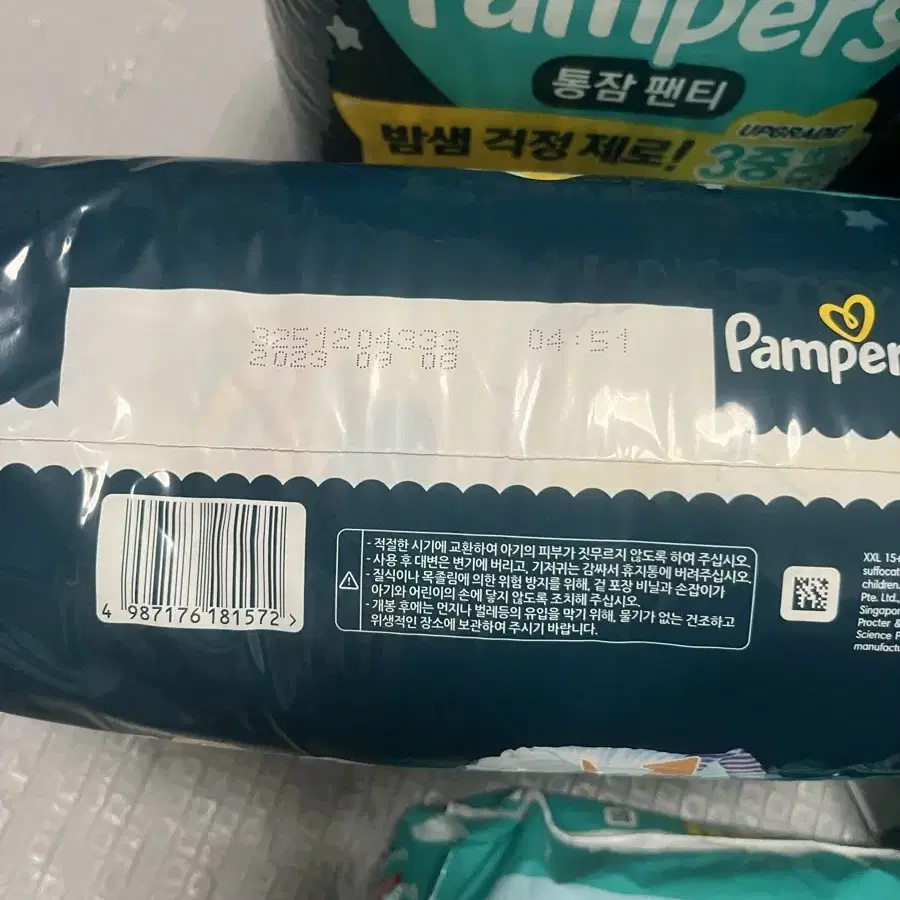 Pampers
통잠 팬티
밤샘 걱정 제로!
UPGRADE!
3중
3251204333 04:51
2023 09 08
Pamper
4 987176 181572 >
- 적절한 시기에 교환하여 아기의 피부가 짓무르지 않도록 하여 주십시오.
- 사용 후 대변은 변기에 버리고, 기저귀는 감싸서 휴지통에 버려주십시오.
- 질식이나 목졸림에 의한 위험 방지를 위해, 겉 포장 비닐과 손잡이가
아기와 어린이의 손에 닿지 않도록 조치해 주십시오.
- 개봉 후에는 먼지나 벌레등의 유입을 막기 위해, 물기가 없는 건조하고
위생적인 장소에 보관하여 주시기 바랍니다.
XXL 15-
suffocat
children.
Pte. Ltd.,
Singapor
Procter &
Science P
manufactu